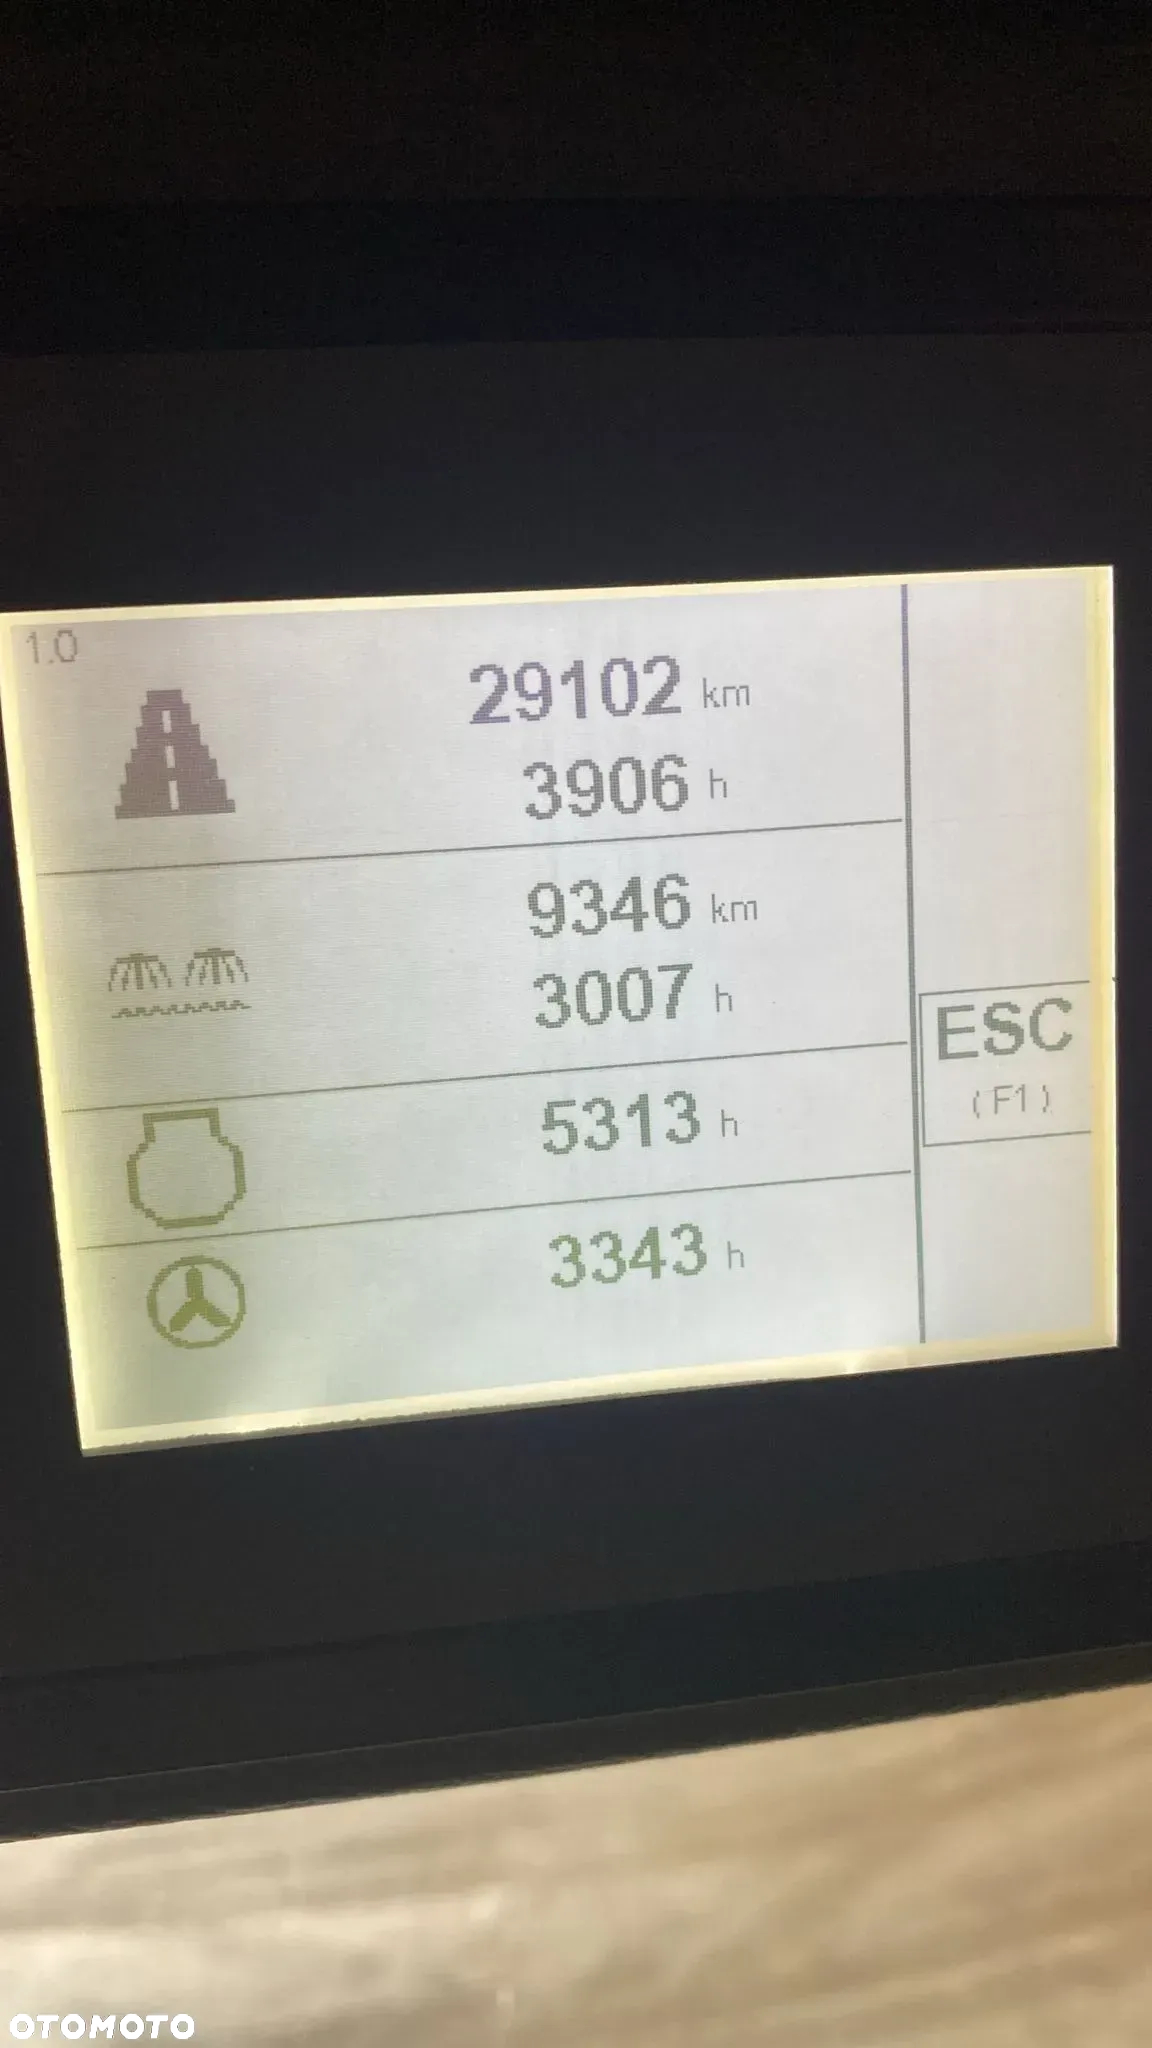 1.0
29102 km
3906 h
9346 km
3007 h
ESC
(F1)
5313 h
3343 h
OTOMOTO